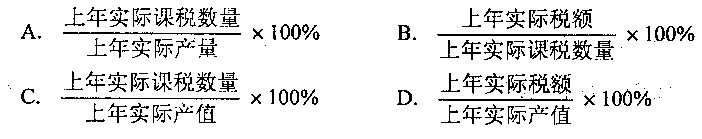 A. 上年实际课税数量/上年实际产量 × 100%
B. 上年实际税额/上年实际课税数量 × 100%
C. 上年实际课税数量/上年实际产值 × 100%
D. 上年实际税额/上年实际产值 × 100%